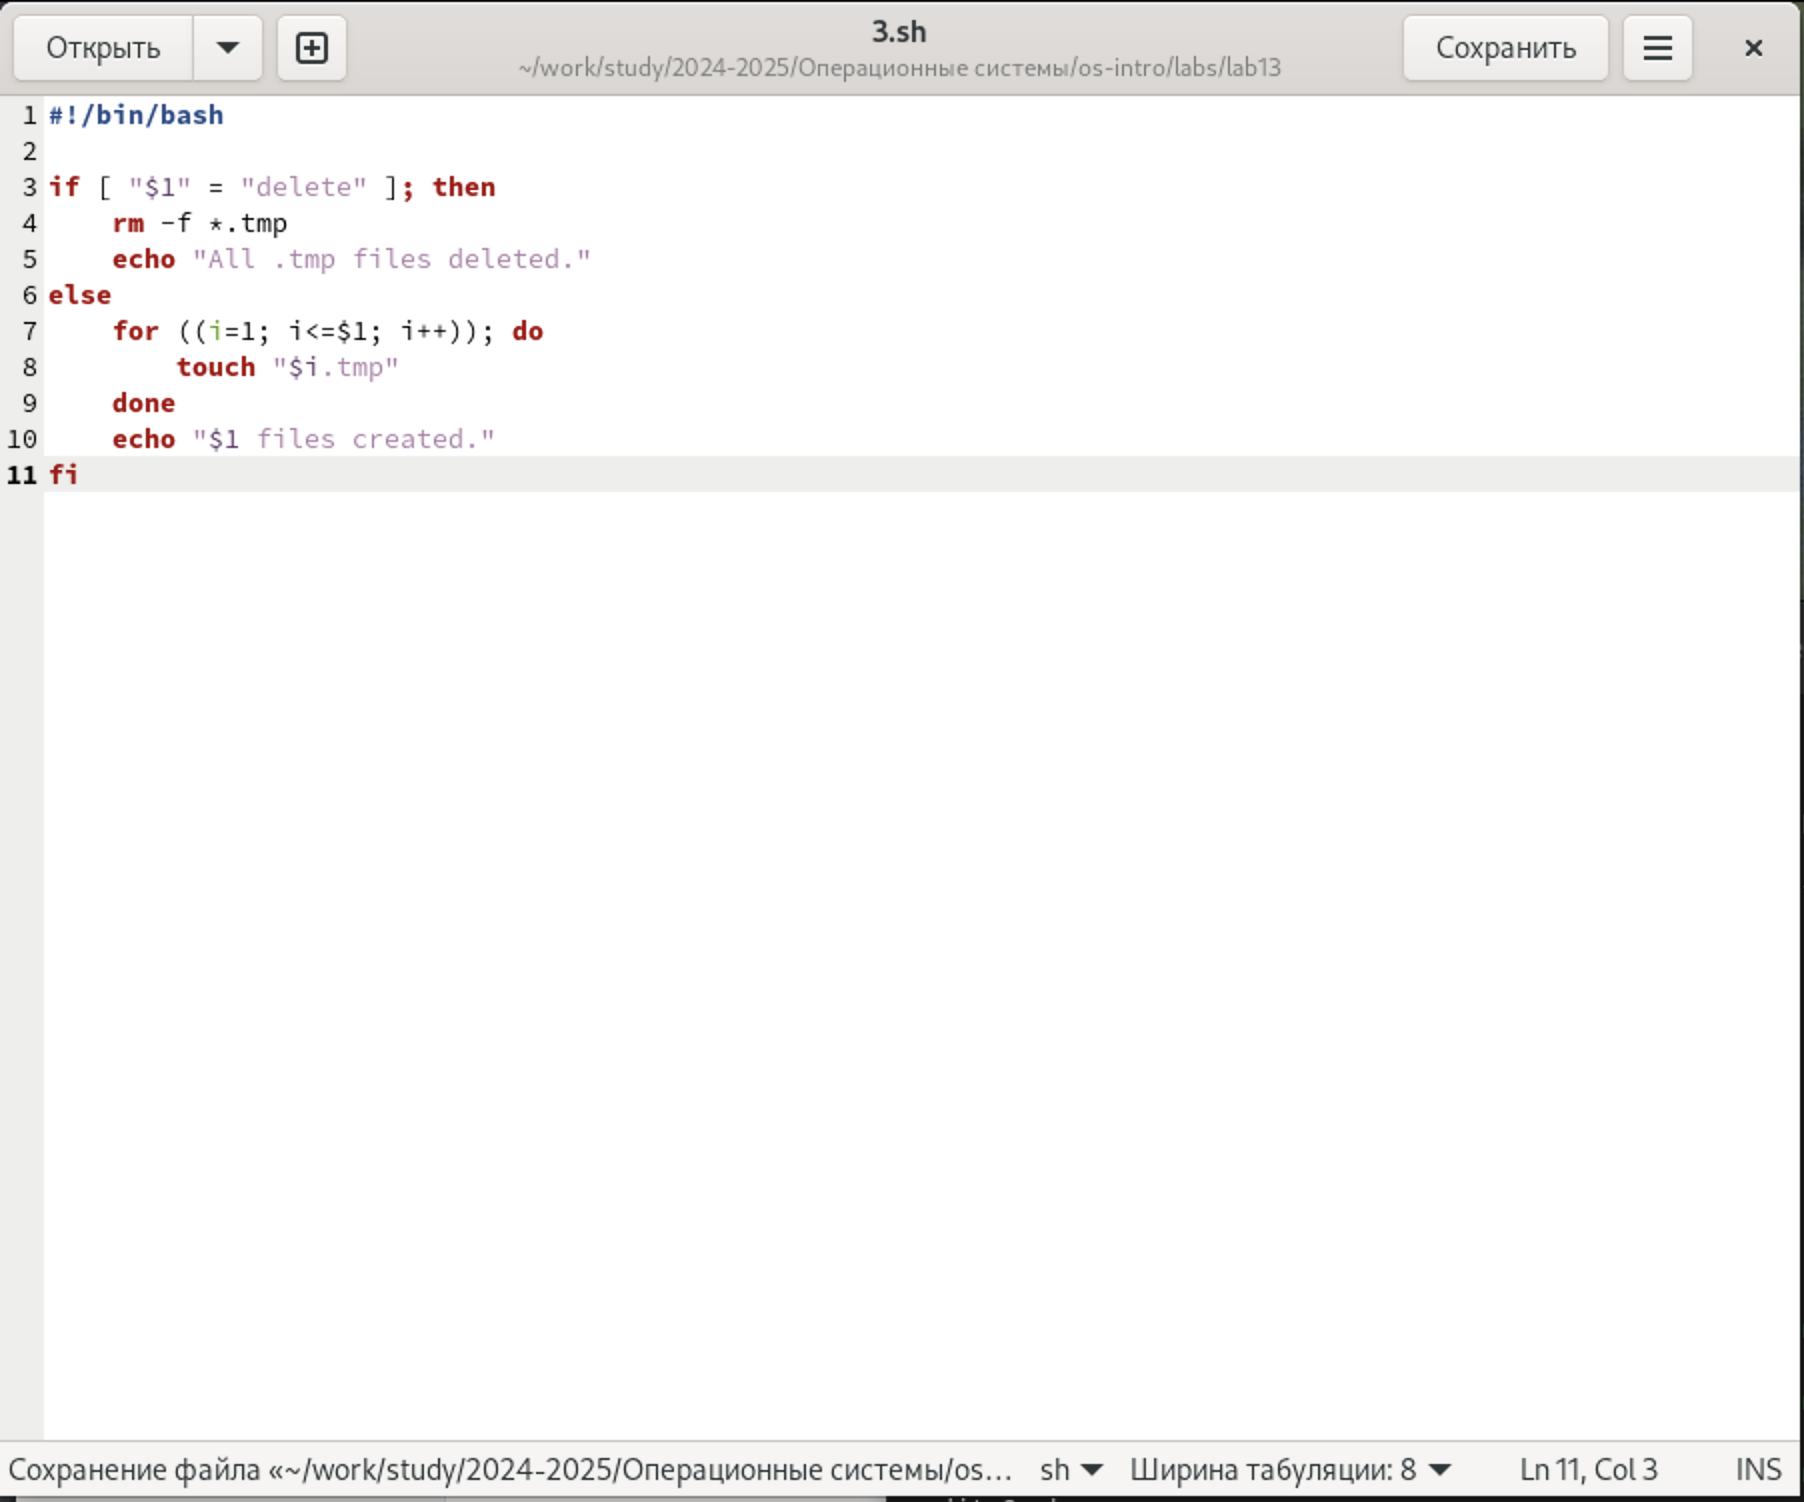 Открыть
3.sh
~/work/study/2024-2025/Операционные системы/os-intro/labs/lab13
Сохранить
1 #!/bin/bash
2
3 if [ "$1" = "delete" ]; then
4     rm -f *.tmp
5     echo "All .tmp files deleted."
6 else
7     for ((i=1; i<=$1; i++)); do
8         touch "$i.tmp"
9     done
10     echo "$1 files created."
11 fi
Сохранение файла «~/work/study/2024-2025/Операционные системы/os… sh Ширина табуляции: 8 Ln 11, Col 3 INS